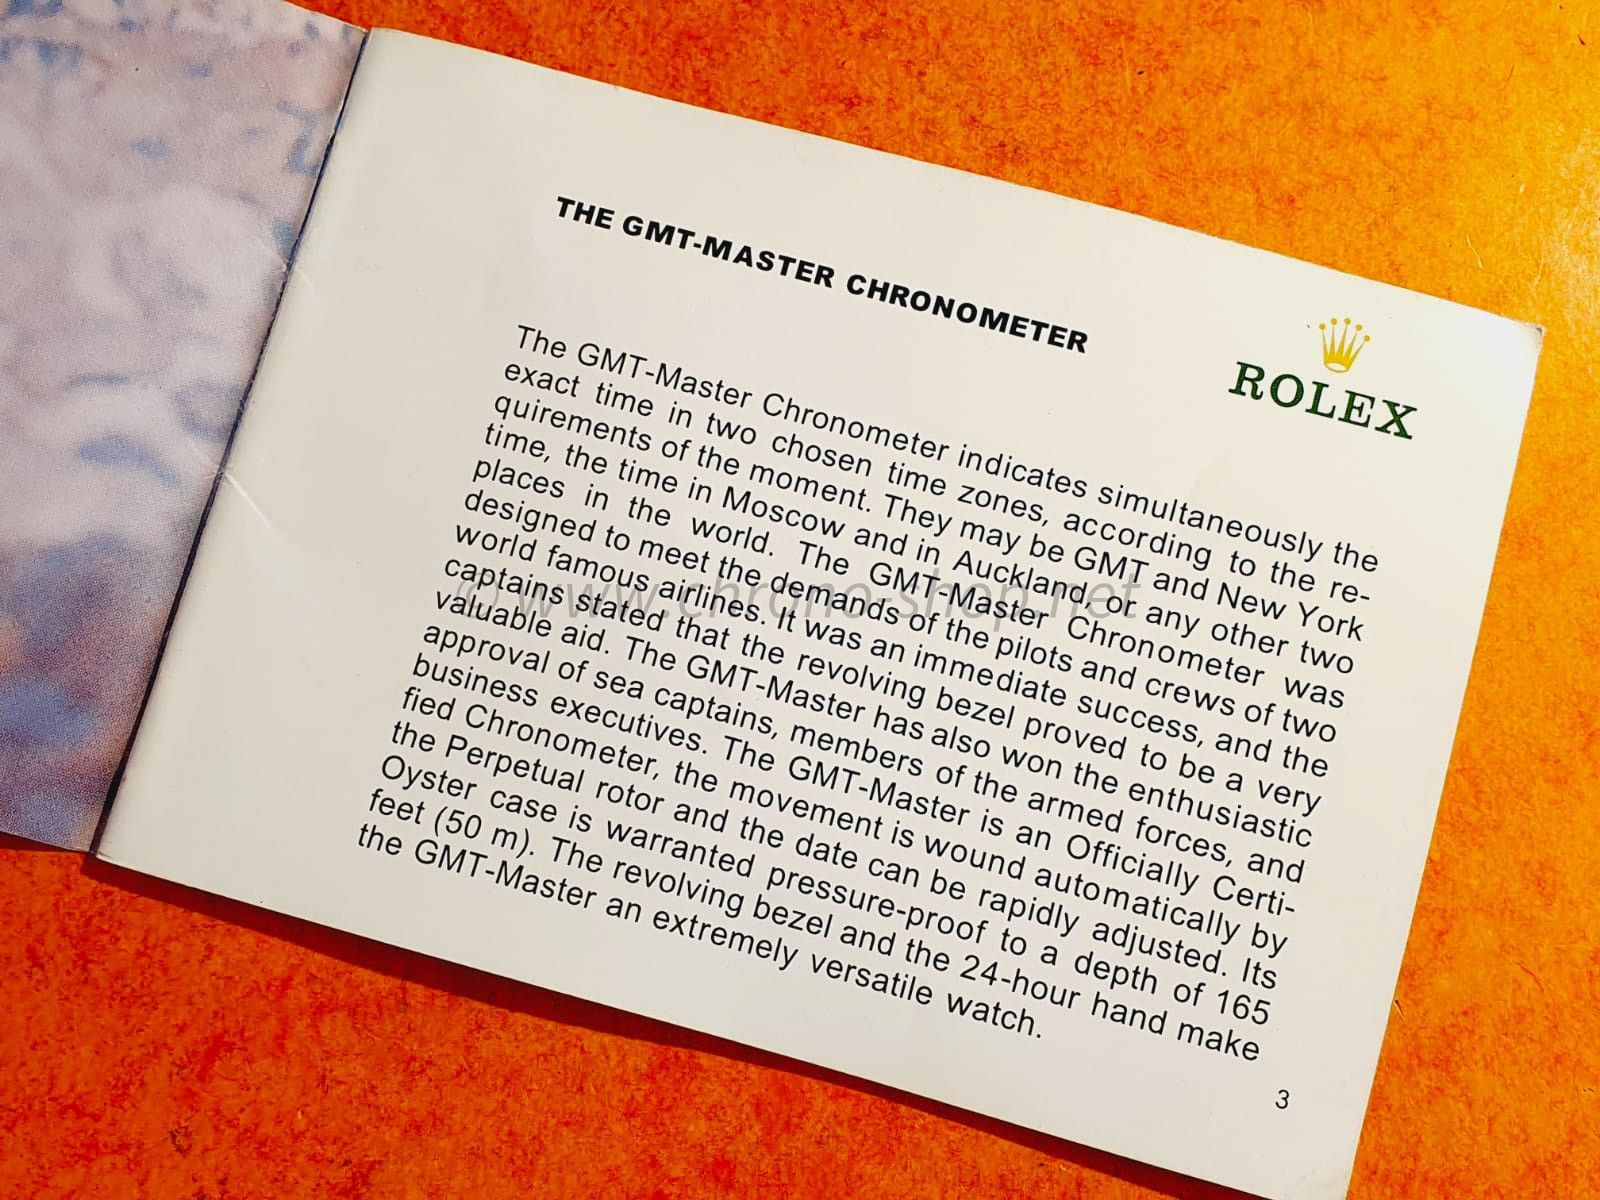 THE GMT-MASTER CHRONOMETER
ROLEX
The GMT-Master Chronometer indicates simultaneously the
exact time in two chosen time zones, according to the re-
quirements of the moment. They may be GMT and New York
time, the time in Moscow and in Auckland, or any other two
places in the world. The GMT-Master Chronometer was
designed to meet the demands of the pilots and crews of two
world famous airlines. It was an immediate success, and the
captains stated that the revolving bezel proved to be a very
valuable aid. The GMT-Master has also won the enthusiastic
approval of sea captains, members of the armed forces, and
business executives. The GMT-Master is an Officially Certi-
fied Chronometer, the movement is wound automatically by
the Perpetual rotor and the date can be rapidly adjusted. Its
Oyster case is warranted pressure-proof to a depth of 165
feet (50 m). The revolving bezel and the 24-hour hand make
the GMT-Master an extremely versatile watch.
3
© www.chrono-shop.net